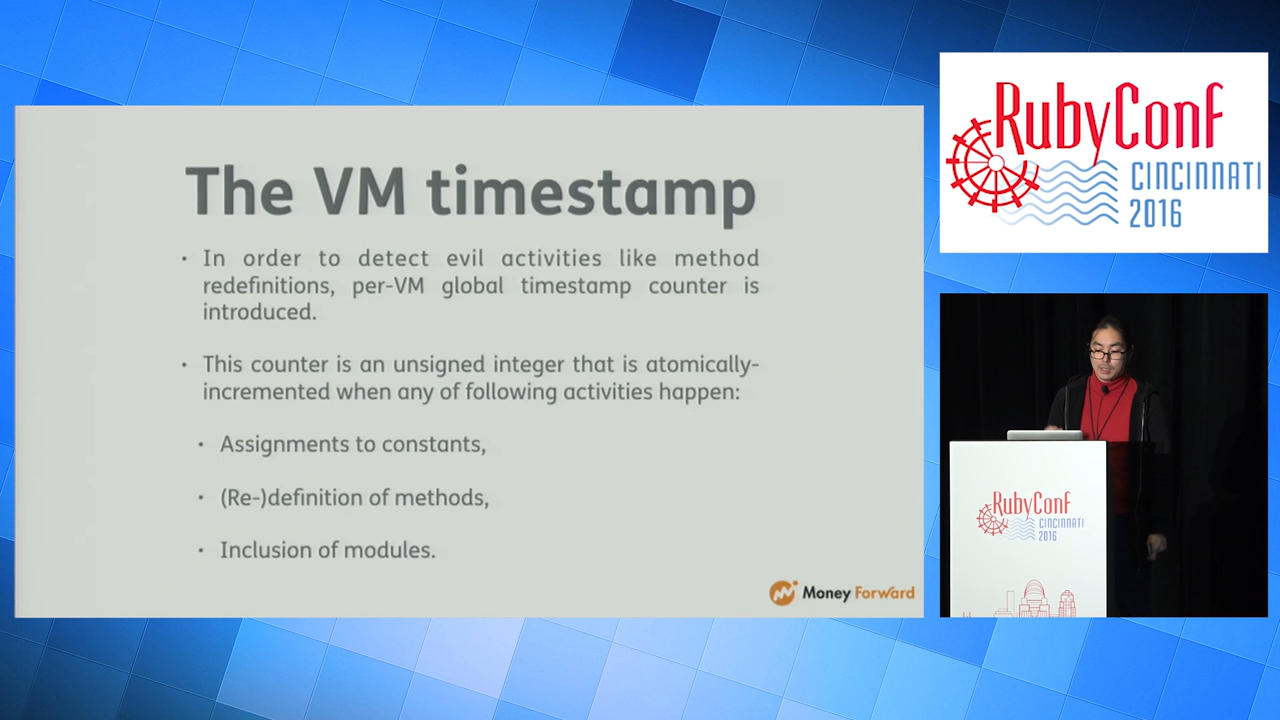 The VM timestamp
• In order to detect evil activities like method
redefinitions, per-VM global timestamp counter is
introduced.
• This counter is an unsigned integer that is atomically-
incremented when any of following activities happen:
• Assignments to constants,
• (Re-)definition of methods,
• Inclusion of modules.
Money Forward
RubyConf
CINCINNATI
2016
RubyConf
CINCINNATI
2016